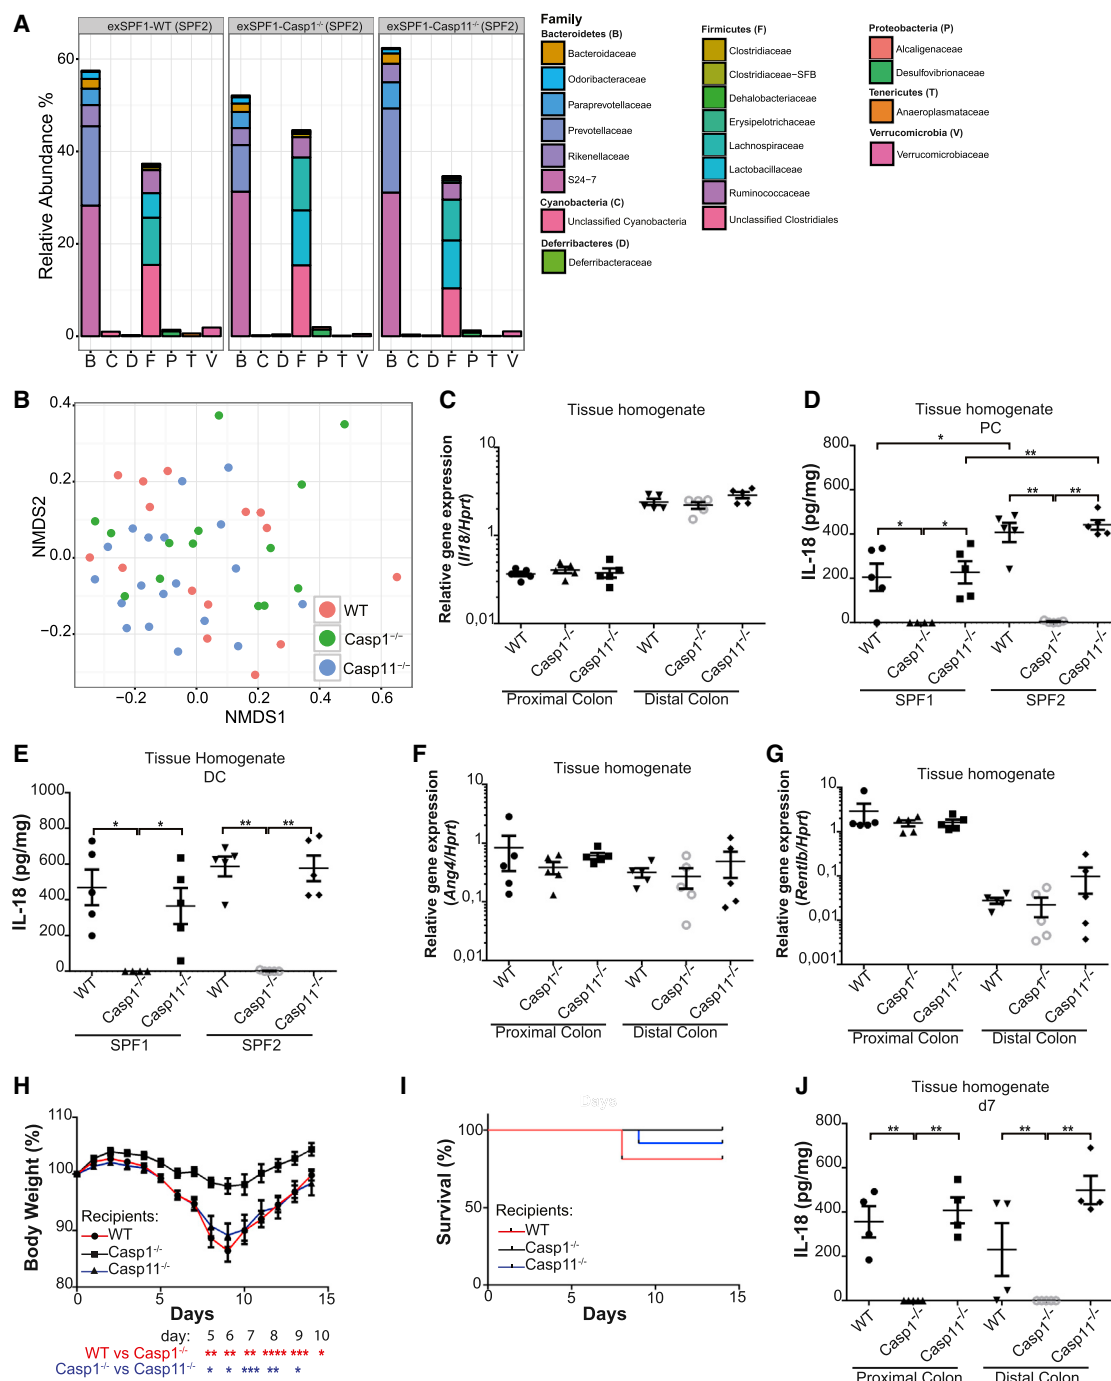 A
exSPF1-WT (SPF2)
exSPF1-Casp1-/- (SPF2)
exSPF1-Casp11-/- (SPF2)
Relative Abundance %
60
40
20
0
B C D F P T V
B C D F P T V
B C D F P T V
Family
Bacteroidetes (B)
Bacteroidaceae
Odoribacteraceae
Paraprevotellaceae
Prevotellaceae
Rikenellaceae
S24-7
Cyanobacteria (C)
Unclassified Cyanobacteria
Deferribacteres (D)
Deferribacteraceae
Firmicutes (F)
Clostridiaceae
Clostridiaceae-SFB
Dehalobacteriaceae
Erysipelotrichaceae
Lachnospiraceae
Lactobacillaceae
Ruminococcaceae
Unclassified Clostridiales
Proteobacteria (P)
Alcaligenaceae
Desulfovibrionaceae
Tenericutes (T)
Anaeroplasmataceae
Verrucomicrobia (V)
Verrucomicrobiaceae
B
NMDS2
0.4
0.2
0.0
−0.2
−0.2 0.0 0.2 0.4 0.6
NMDS1
WT
Casp1-/-
Casp11-/-
C
Tissue homogenate
Relative gene expression
(Il18/Hprt)
10
1
0,1
0,01
WT Casp1-/- Casp11-/- WT Casp1-/- Casp11-/-
Proximal Colon Distal Colon
D
Tissue homogenate
PC
IL-18 (pg/mg)
800
600
400
200
0
* **
** **
* *
WT Casp1-/- Casp11-/- WT Casp1-/- Casp11-/-
SPF1 SPF2
E
Tissue Homogenate
DC
IL-18 (pg/mg)
1000
800
600
400
200
0
* * ** **
WT Casp1-/- Casp11-/- WT Casp1-/- Casp11-/-
SPF1 SPF2
F
Tissue homogenate
Relative gene expression
(Ang4/Hprt)
10
1
0,1
0,01
WT Casp1-/- Casp11-/- WT Casp1-/- Casp11-/-
Proximal Colon Distal Colon
G
Tissue homogenate
Relative gene expression
(Rentlb/Hprt)
10
1
0,1
0,01
0,001
WT Casp1-/- Casp11-/- WT Casp1-/- Casp11-/-
Proximal Colon Distal Colon
H
Body Weight (%)
110
100
90
80
Recipients:
WT
Casp1-/-
Casp11-/-
0 5 10 15
Days
day: 5 6 7 8 9 10
WT vs Casp1-/- ** ** ** **** *** *
Casp1-/- vs Casp11-/- * * *** ** *
I
Days
Survival (%)
100
50
0
Recipients:
WT
Casp1-/-
Casp11-/-
0 5 10 15
Days
J
Tissue homogenate
d7
IL-18 (pg/mg)
800
600
400
200
0
** ** ** **
WT Casp1-/- Casp11-/- WT Casp1-/- Casp11-/-
Proximal Colon Distal Colon